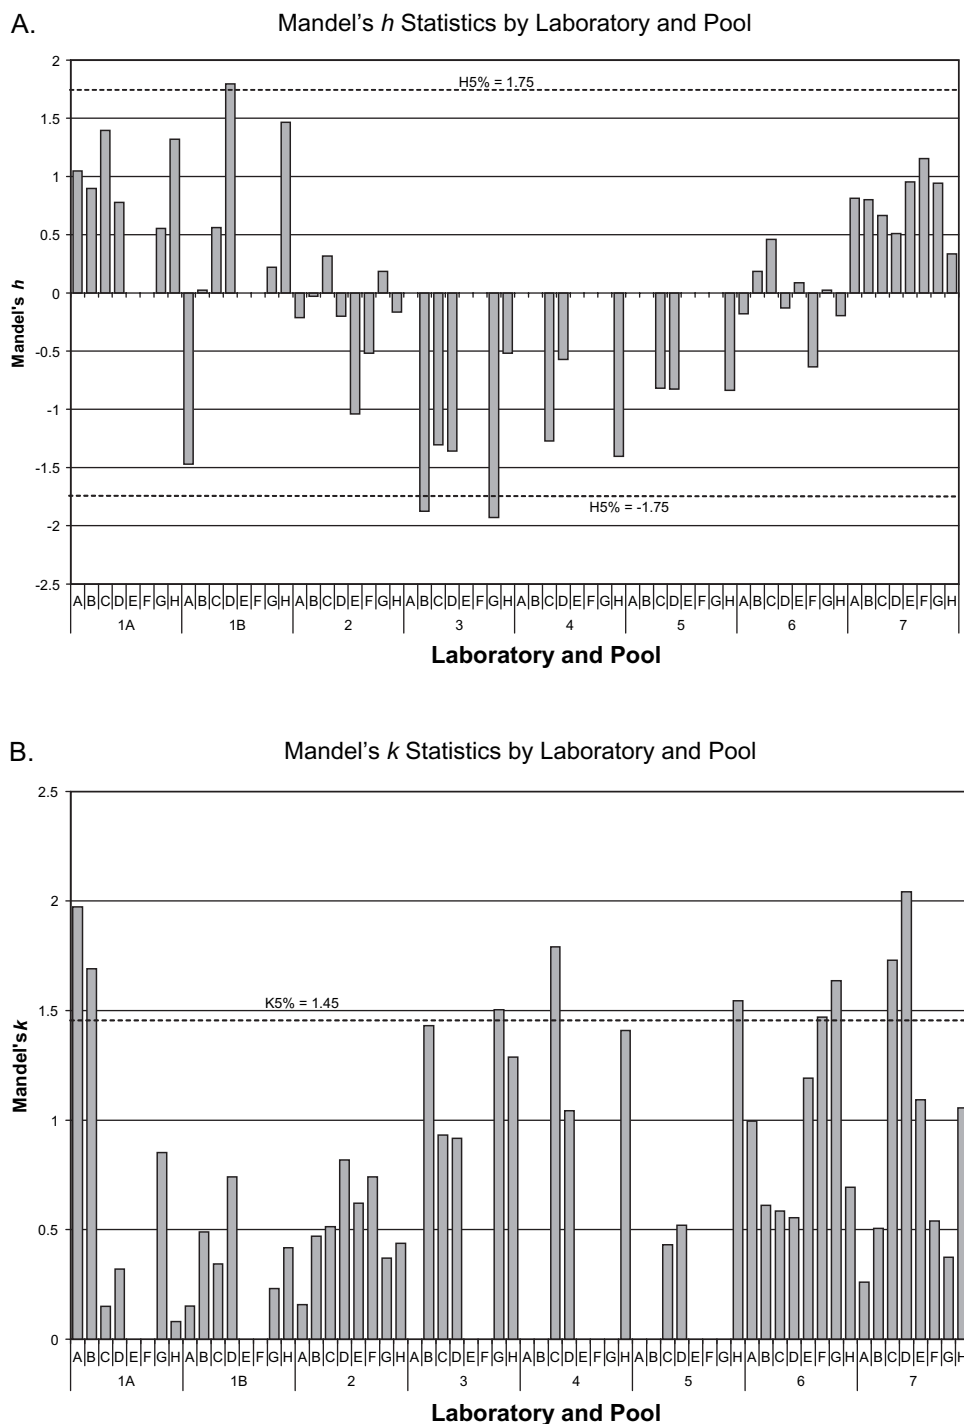 A.
Mandel's h Statistics by Laboratory and Pool
2
H5% = 1.75
1.5
1
0.5
0
-0.5
-1
-1.5
H5% = -1.75
-2
-2.5
Mandel's h
A B C D E F G H A B C D E F G H A B C D E F G H A B C D E F G H A B C D E F G H A B C D E F G H A B C D E F G H A B C D E F G H
1A 1B 2 3 4 5 6 7
Laboratory and Pool
B.
Mandel's k Statistics by Laboratory and Pool
2.5
2
1.5
K5% = 1.45
1
0.5
0
Mandel's k
A B C D E F G H A B C D E F G H A B C D E F G H A B C D E F G H A B C D E F G H A B C D E F G H A B C D E F G H A B C D E F G H
1A 1B 2 3 4 5 6 7
Laboratory and Pool